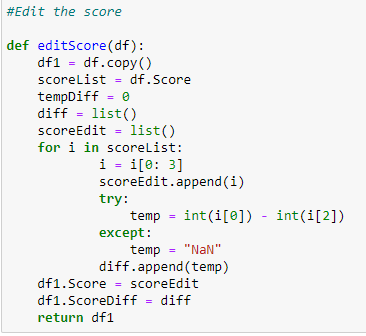 #Edit the score
def editScore(df):
    df1 = df.copy()
    scoreList = df.Score
    tempDiff = 0
    diff = list()
    scoreEdit = list()
    for i in scoreList:
            i = i[0: 3]
            scoreEdit.append(i)
            try:
                temp = int(i[0]) - int(i[2])
            except:
                temp = "NaN"
            diff.append(temp)
    df1.Score = scoreEdit
    df1.ScoreDiff = diff
    return df1